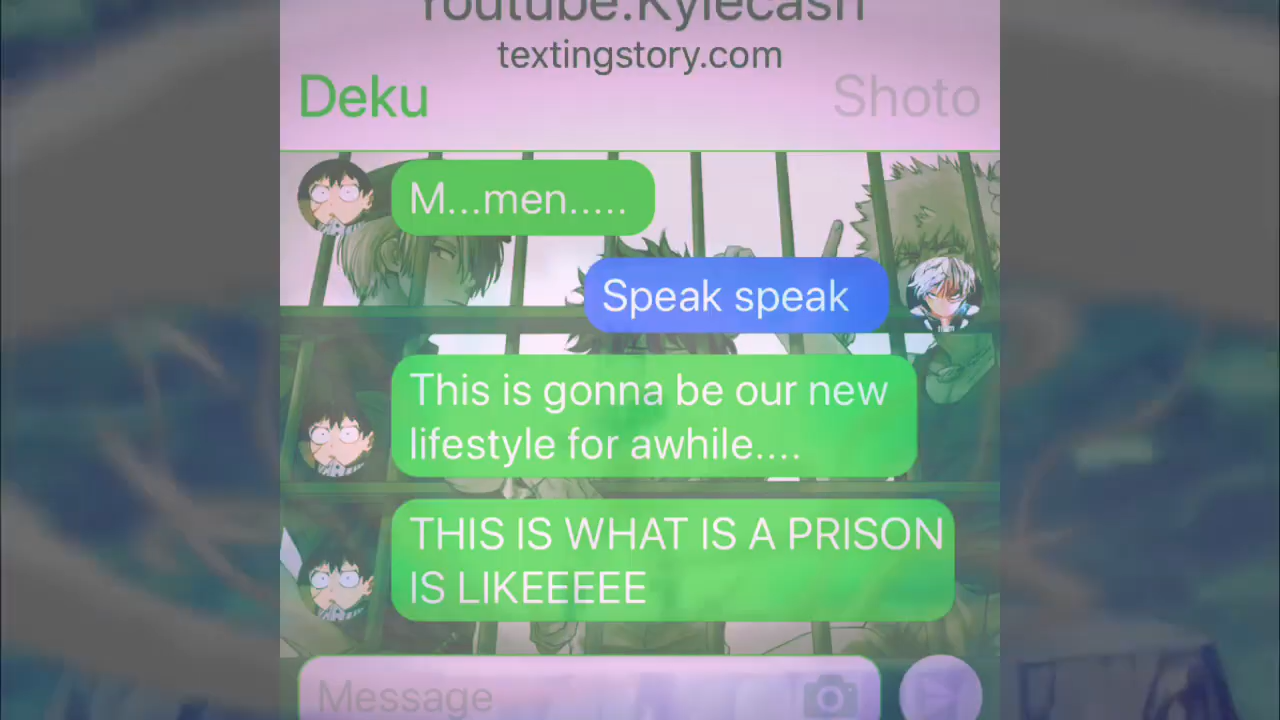 Youtube:Kylecash
textingstory.com
Deku
Shoto
M...men.....
Speak speak
This is gonna be our new
lifestyle for awhile....
THIS IS WHAT IS A PRISON
IS LIKEEEEE
Message